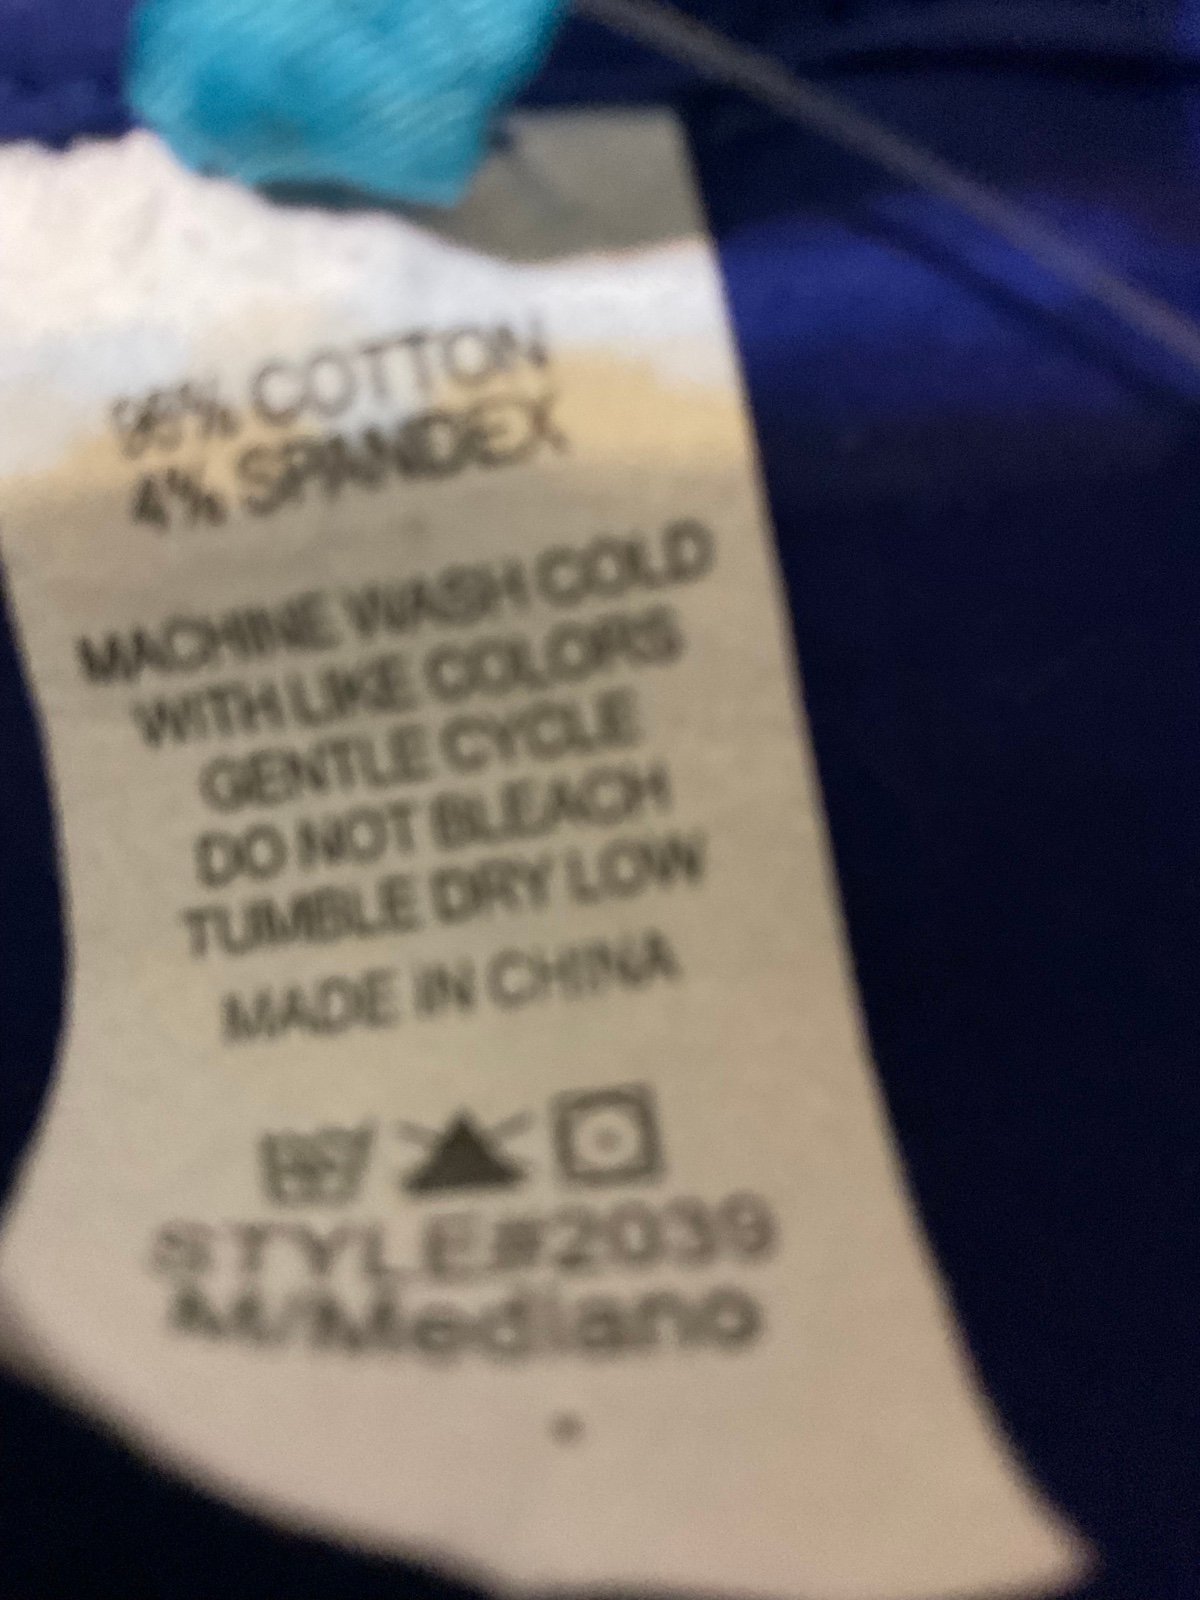 96% COTTON
4% SPANDEX
MACHINE WASH COLD
WITH LIKE COLORS
GENTLE CYCLE
DO NOT BLEACH
TUMBLE DRY LOW
MADE IN CHINA
STYLE#2039
M/Mediano